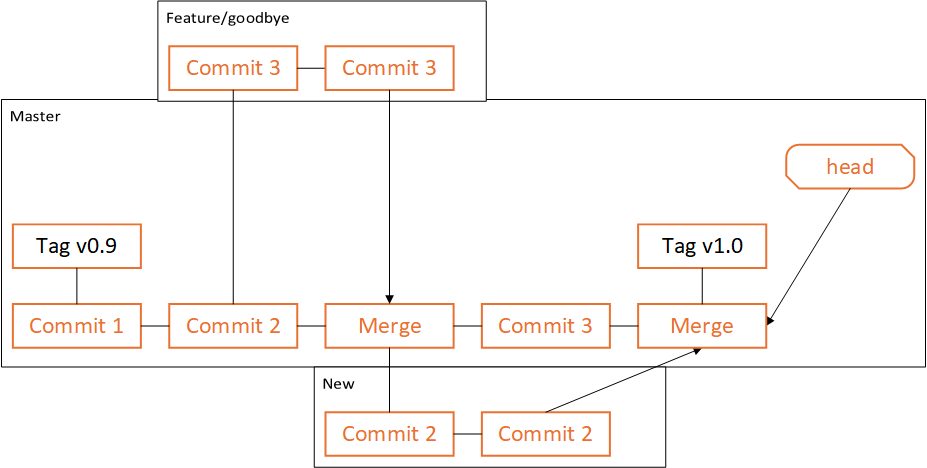 Feature/goodbye
Commit 3
Commit 3
Master
head
Tag v0.9
Tag v1.0
Commit 1
Commit 2
Merge
Commit 3
Merge
New
Commit 2
Commit 2